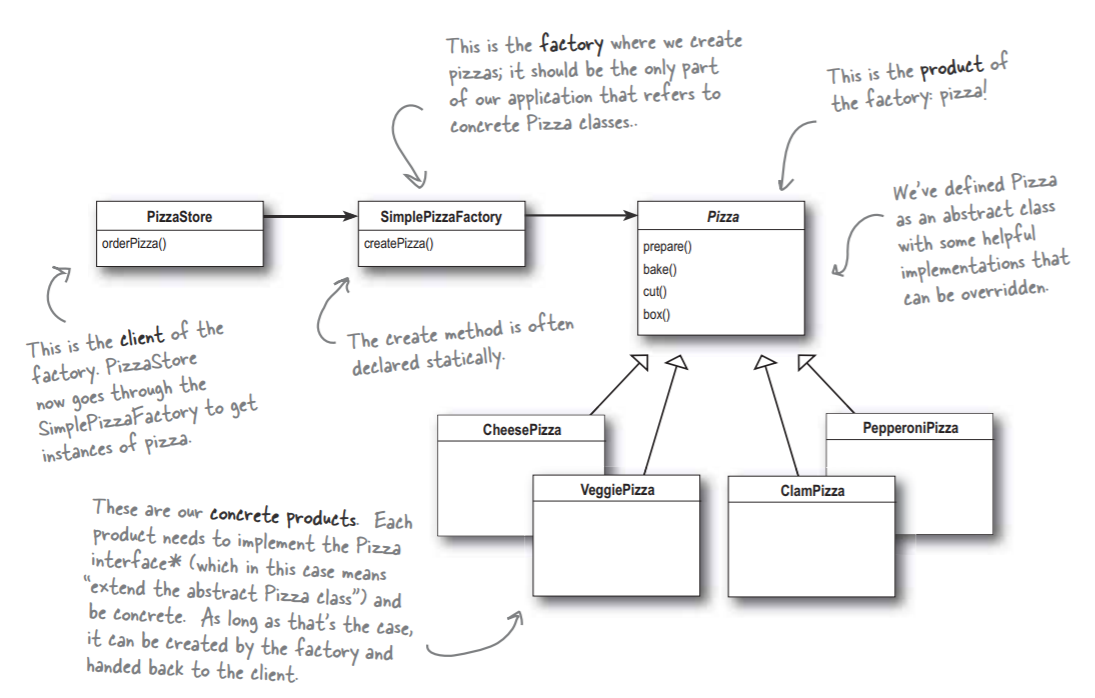 This is the factory where we create
pizzas; it should be the only part
of our application that refers to
concrete Pizza classes..
This is the product of
the factory: pizza!
PizzaStore
orderPizza()
SimplePizzaFactory
createPizza()
Pizza
prepare()
bake()
cut()
box()
We've defined Pizza
as an abstract class
with some helpful
implementations that
can be overridden.
This is the client of the
factory. PizzaStore
now goes through the
SimplePizzaFactory to get
instances of pizza.
The create method is often
declared statically.
CheesePizza
VeggiePizza
ClamPizza
PepperoniPizza
These are our concrete products. Each
product needs to implement the Pizza
interface* (which in this case means
“extend the abstract Pizza class”) and
be concrete. As long as that's the case,
it can be created by the factory and
handed back to the client.